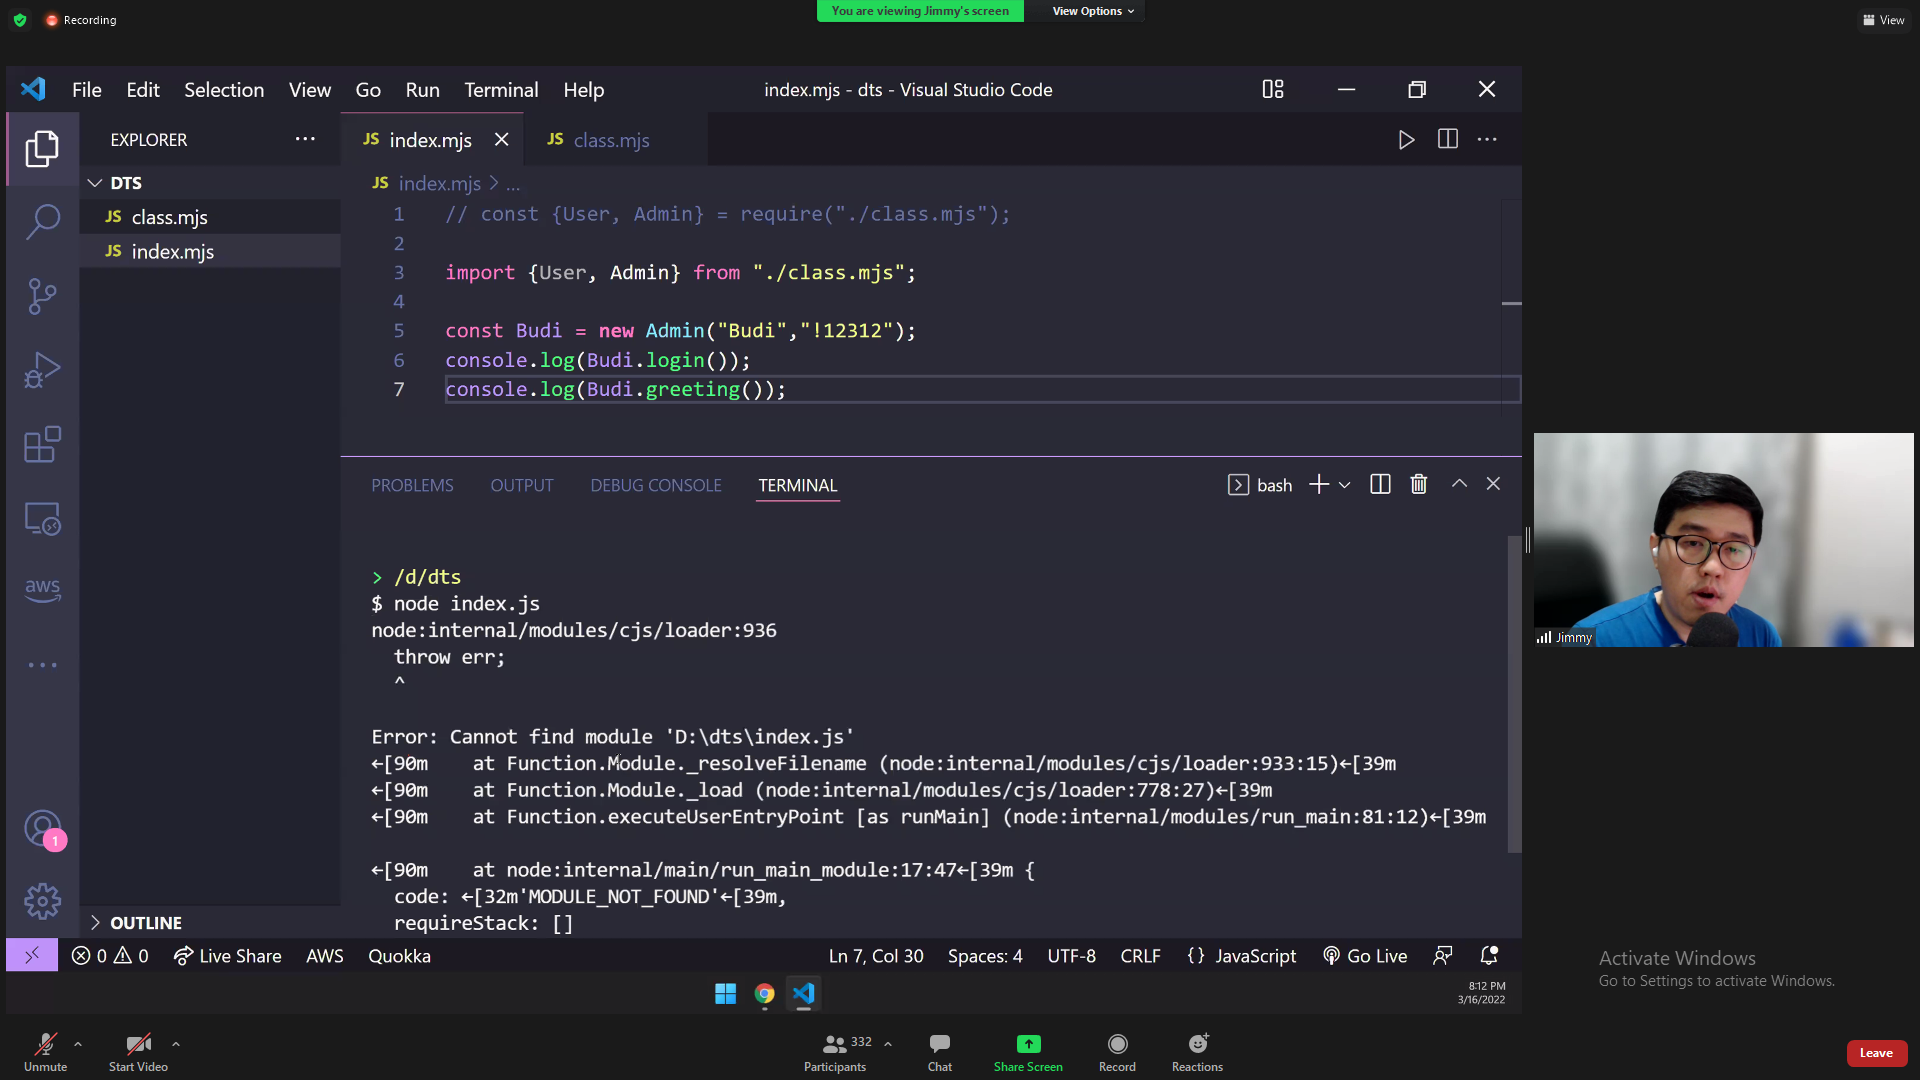 Recording
You are viewing Jimmy's screen
View Options
View
File Edit Selection View Go Run Terminal Help
index.mjs - dts - Visual Studio Code
EXPLORER
DTS
JS class.mjs
JS index.mjs
JS index.mjs
JS class.mjs
JS index.mjs > ...
1 // const {User, Admin} = require("./class.mjs");
2
3 import {User, Admin} from "./class.mjs";
4
5 const Budi = new Admin("Budi","!12312");
6 console.log(Budi.login());
7 console.log(Budi.greeting());
PROBLEMS OUTPUT DEBUG CONSOLE TERMINAL
bash
> /d/dts
$ node index.js
node:internal/modules/cjs/loader:936
throw err;
^
Error: Cannot find module 'D:\dts\index.js'
←[90m    at Function.Module._resolveFilename (node:internal/modules/cjs/loader:933:15)←[39m
←[90m    at Function.Module._load (node:internal/modules/cjs/loader:778:27)←[39m
←[90m    at Function.executeUserEntryPoint [as runMain] (node:internal/modules/run_main:81:12)←[39m
←[90m    at node:internal/main/run_main_module:17:47←[39m {
code: ←[32m'MODULE_NOT_FOUND'←[39m,
requireStack: []
aws
1
OUTLINE
0 0 Live Share AWS Quokka
Ln 7, Col 30 Spaces: 4 UTF-8 CRLF {} JavaScript Go Live
Jimmy
Activate Windows
Go to Settings to activate Windows.
8:12 PM
3/16/2022
Unmute
Start Video
332
Participants
Chat
Share Screen
Record
Reactions
Leave